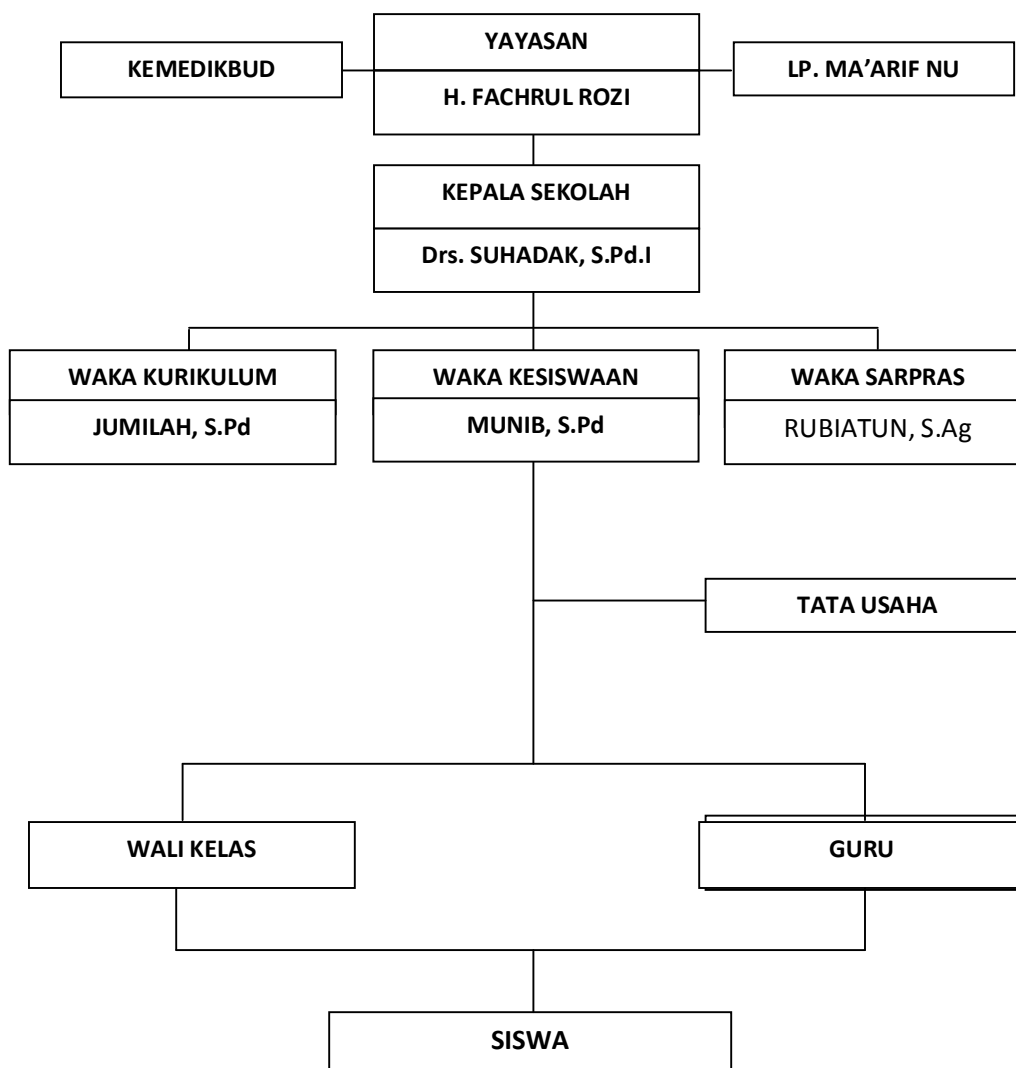 YAYASAN
KEMEDIKBUD
LP. MA’ARIF NU
H. FACHRUL ROZI
KEPALA SEKOLAH
Drs. SUHADAK, S.Pd.I
WAKA KURIKULUM
WAKA KESISWAAN
WAKA SARPRAS
JUMILAH, S.Pd
MUNIB, S.Pd
RUBIATUN, S.Ag
TATA USAHA
WALI KELAS
GURU
SISWA